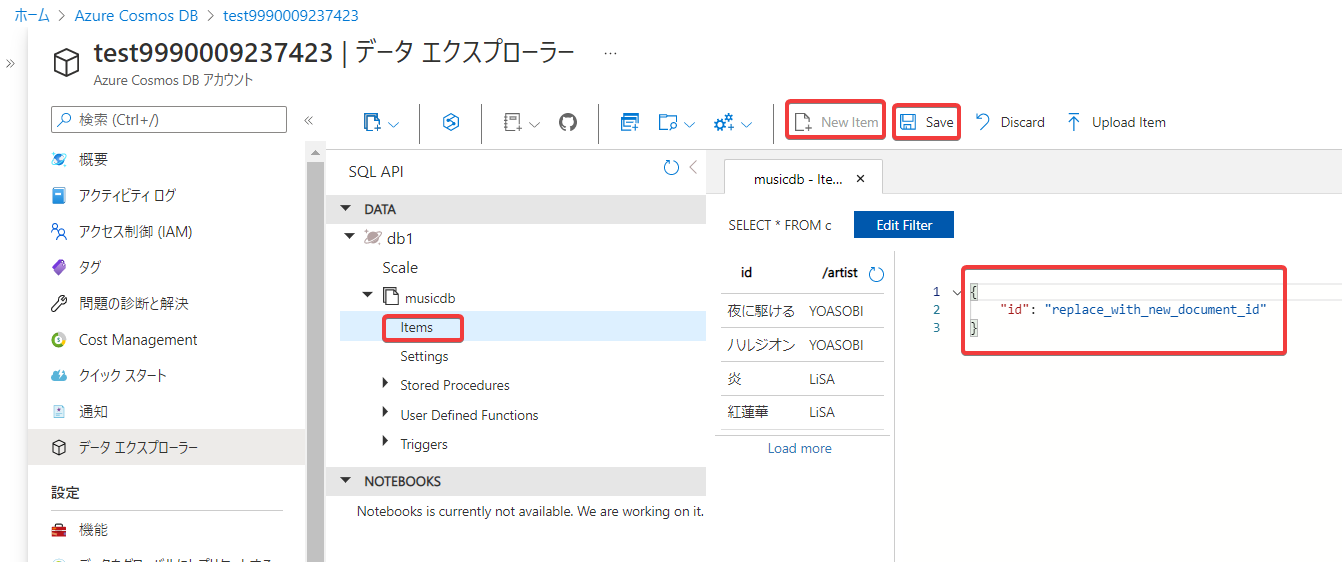 ホーム > Azure Cosmos DB > test9990009237423
test9990009237423 | データ エクスプローラー ...
Azure Cosmos DB アカウント
検索 (Ctrl+/)
概要
アクティビティ ログ
アクセス制御 (IAM)
タグ
問題の診断と解決
Cost Management
クイック スタート
通知
データ エクスプローラー
設定
機能
New Item
Save
Discard
Upload Item
SQL API
DATA
db1
Scale
musicdb
Items
Settings
Stored Procedures
User Defined Functions
Triggers
NOTEBOOKS
Notebooks is currently not available. We are working on it.
musicdb - Ite...
SELECT * FROM c
Edit Filter
id /artist
夜に駆ける YOASOBI
ハルジオン YOASOBI
炎 LiSA
紅蓮華 LiSA
Load more
1 {
2 "id": "replace_with_new_document_id"
3 }